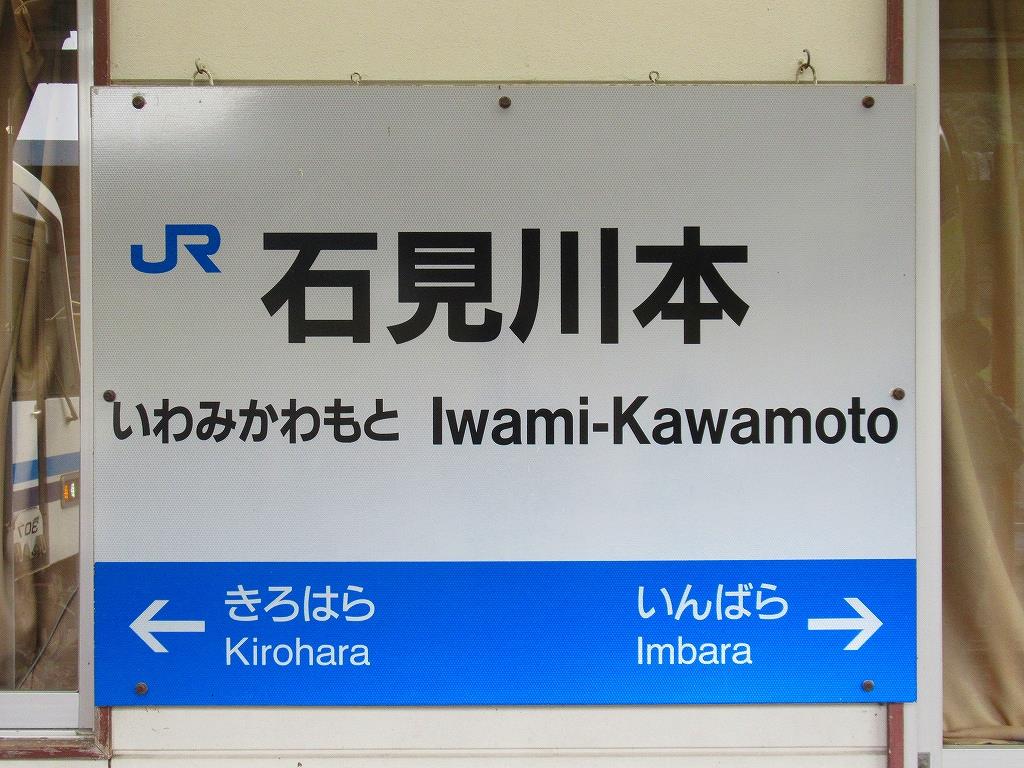 JR 石見川本
いわみかわもと Iwami-Kawamoto
← きろはら いんばら →
Kirohara Imbara
307